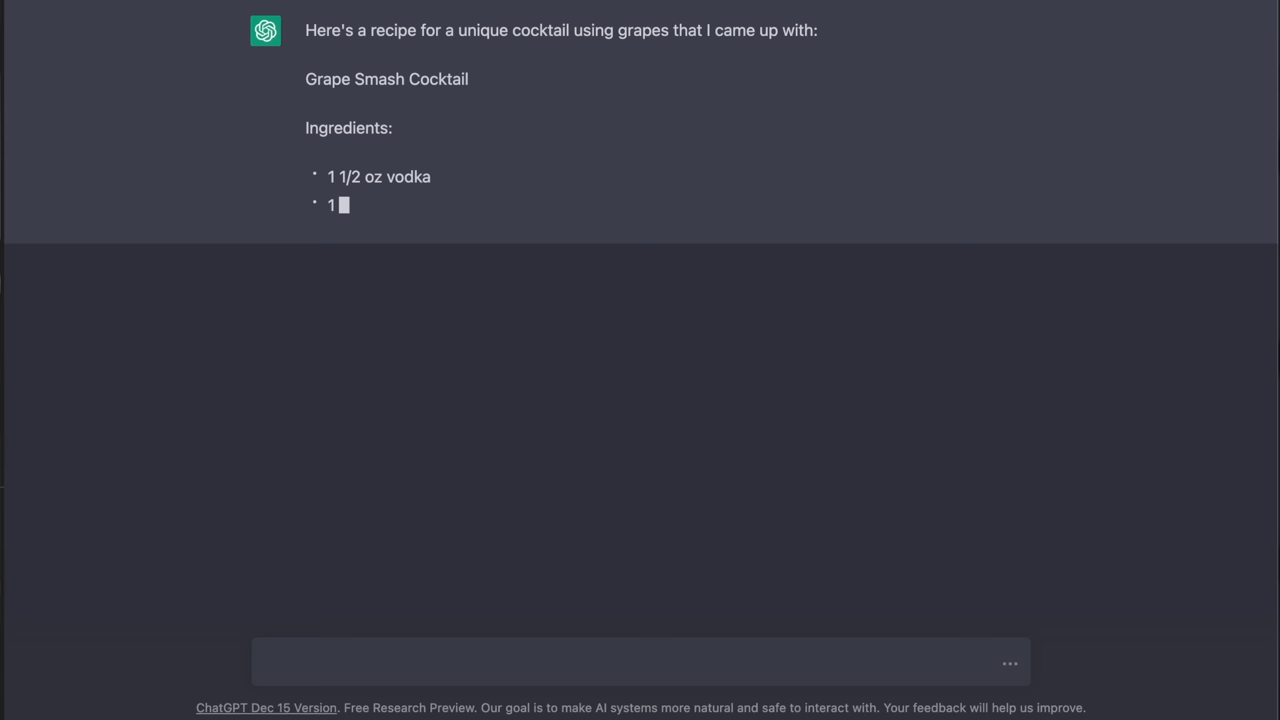 Here's a recipe for a unique cocktail using grapes that I came up with:
Grape Smash Cocktail
Ingredients:
• 1 1/2 oz vodka
• 1
ChatGPT Dec 15 Version. Free Research Preview. Our goal is to make AI systems more natural and safe to interact with. Your feedback will help us improve.